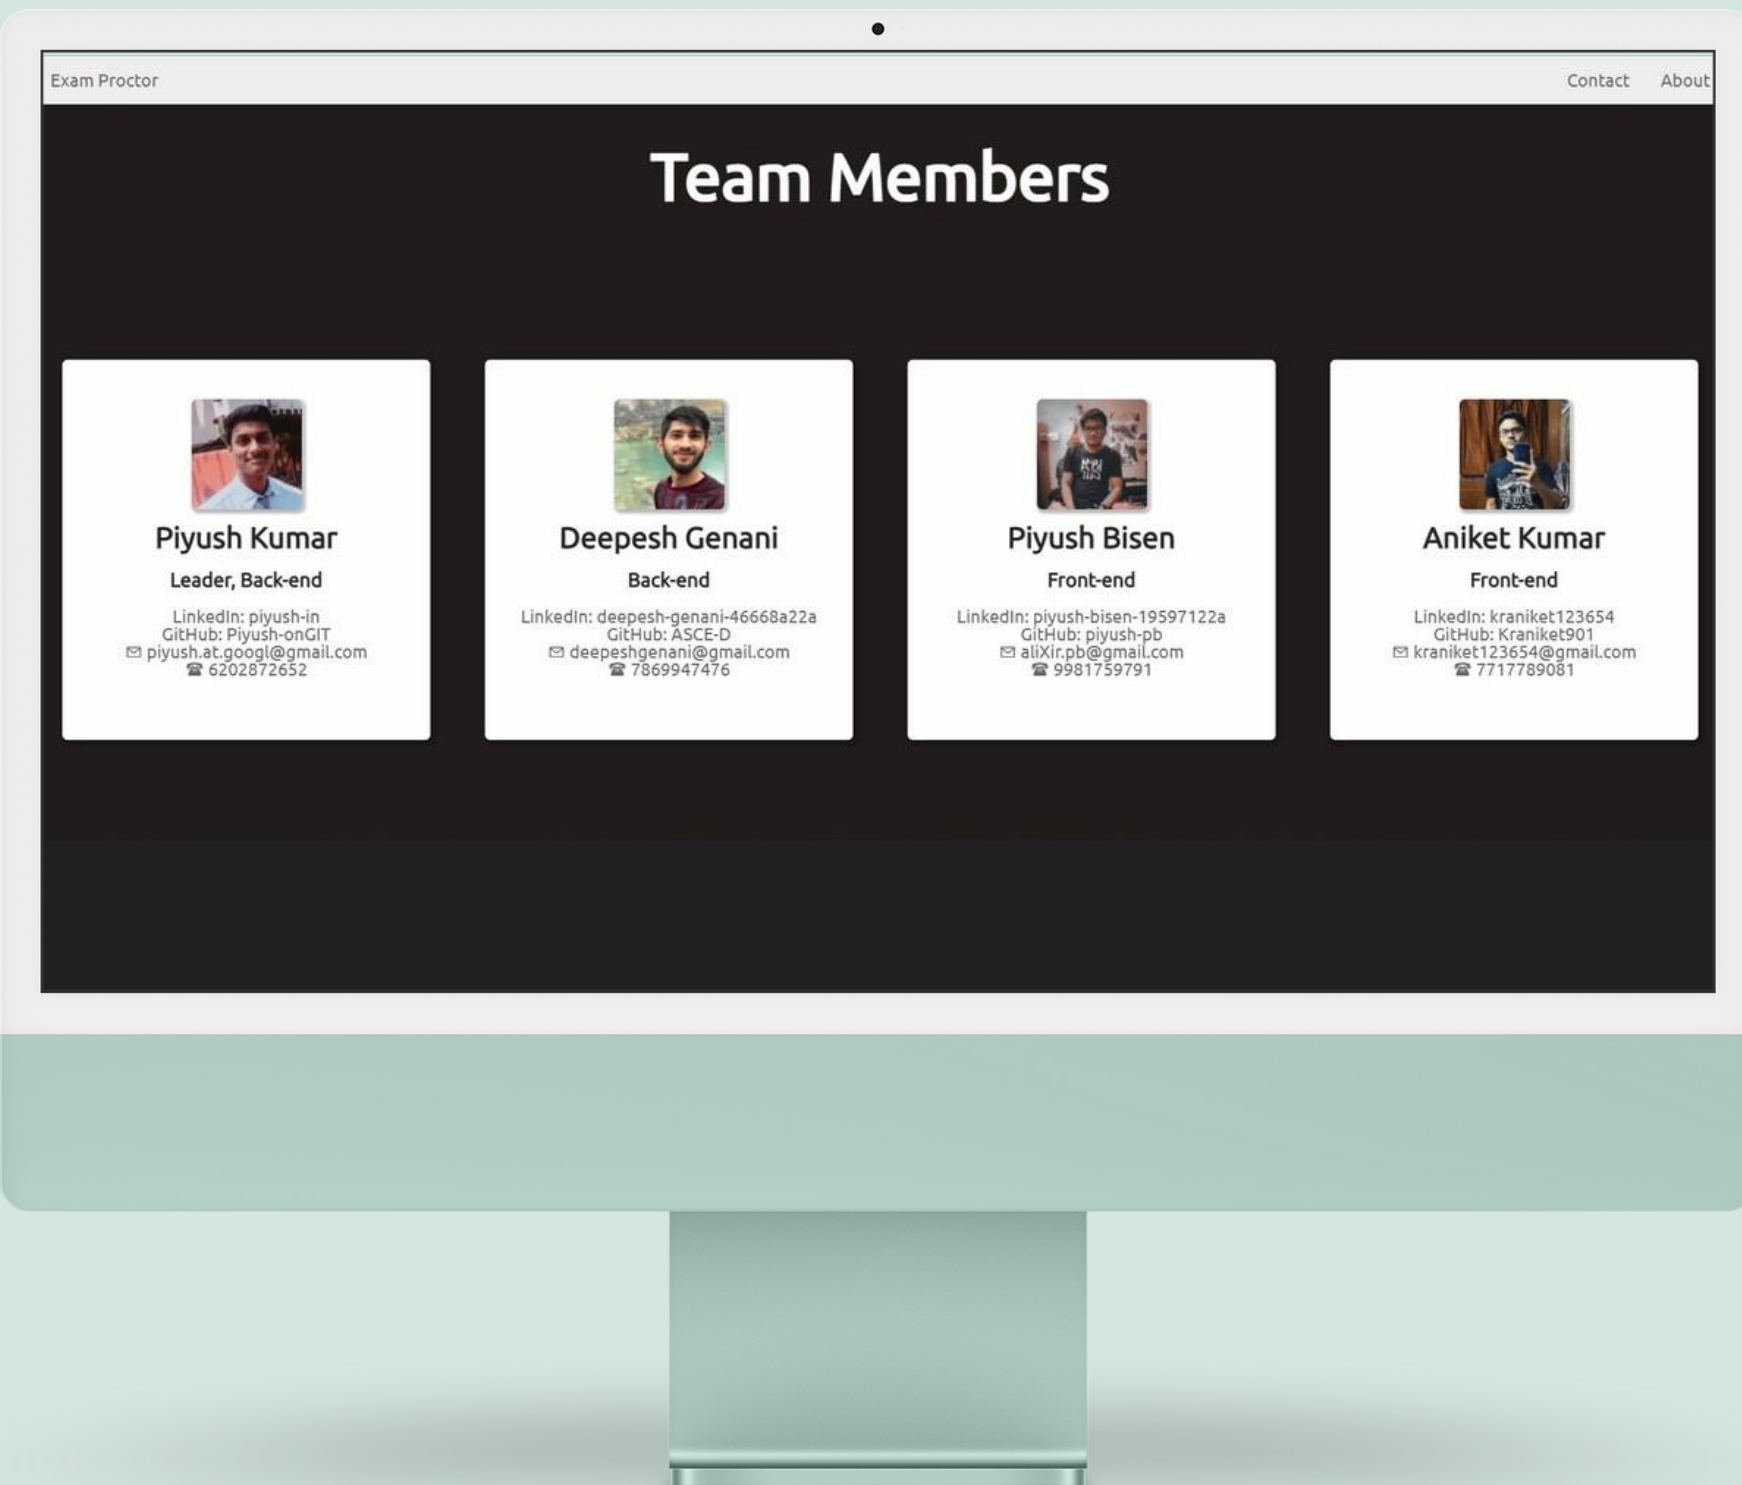 Exam Proctor Contact About
Team Members
Piyush Kumar
Leader, Back-end
LinkedIn: piyush-in
GitHub: Piyush-onGIT
✉ piyush.at.googl@gmail.com
☎ 6202872652
Deepesh Genani
Back-end
LinkedIn: deepesh-genani-46668a22a
GitHub: ASCE-D
✉ deepeshgenani@gmail.com
☎ 7869947476
Piyush Bisen
Front-end
LinkedIn: piyush-bisen-19597122a
GitHub: piyush-pb
✉ aliXir.pb@gmail.com
☎ 9981759791
Aniket Kumar
Front-end
LinkedIn: kraniket123654
GitHub: Kraniket901
✉ kraniket123654@gmail.com
☎ 7717789081